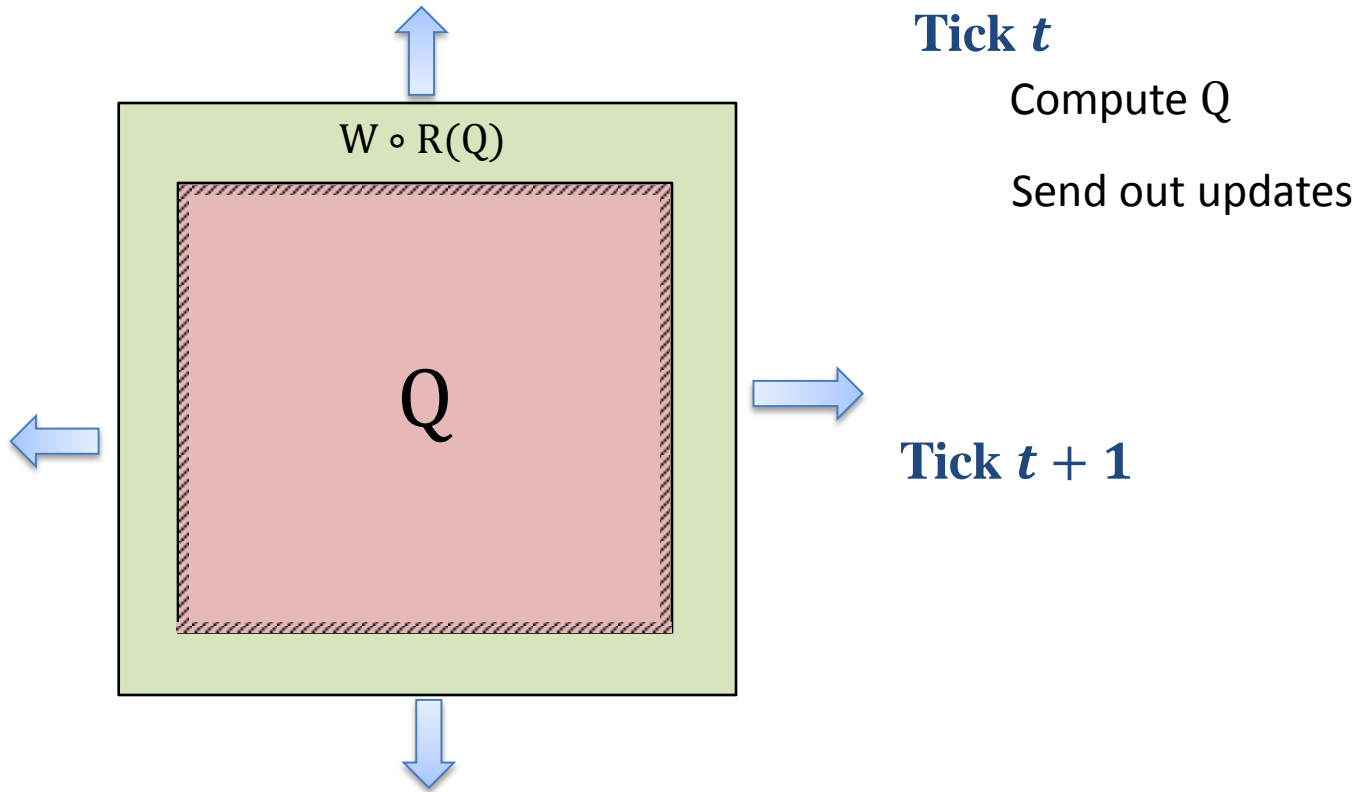 Tick t
Compute Q
Send out updates
W ∘ R(Q)
Q
Tick t + 1